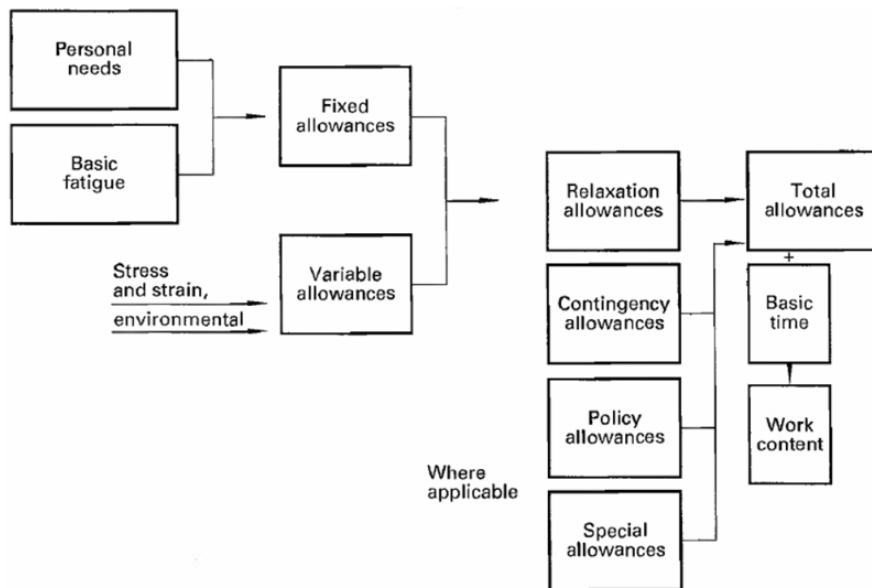 Personal
needs
Basic
fatigue
Fixed
allowances
Stress
and strain,
environmental
Variable
allowances
Relaxation
allowances
Contingency
allowances
Policy
allowances
Where
applicable
Special
allowances
Total
allowances
+
Basic
time
Work
content